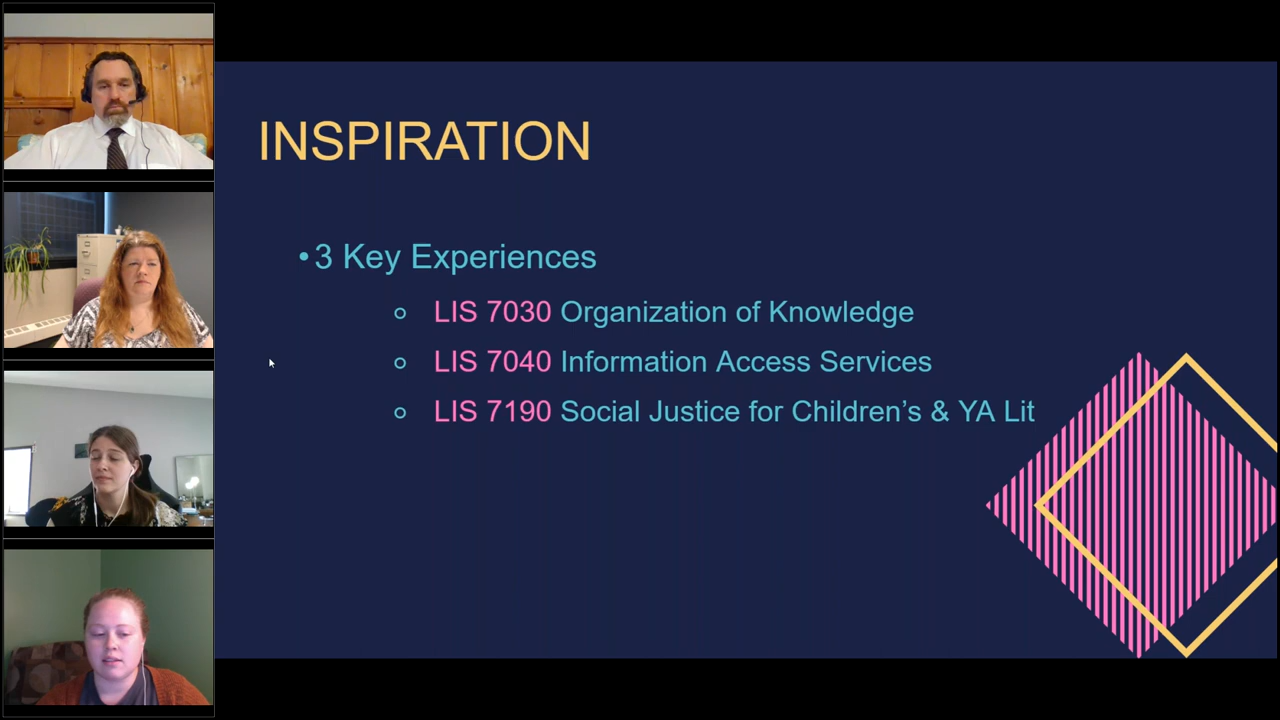 INSPIRATION
•3 Key Experiences
○ LIS 7030 Organization of Knowledge
○ LIS 7040 Information Access Services
○ LIS 7190 Social Justice for Children’s & YA Lit